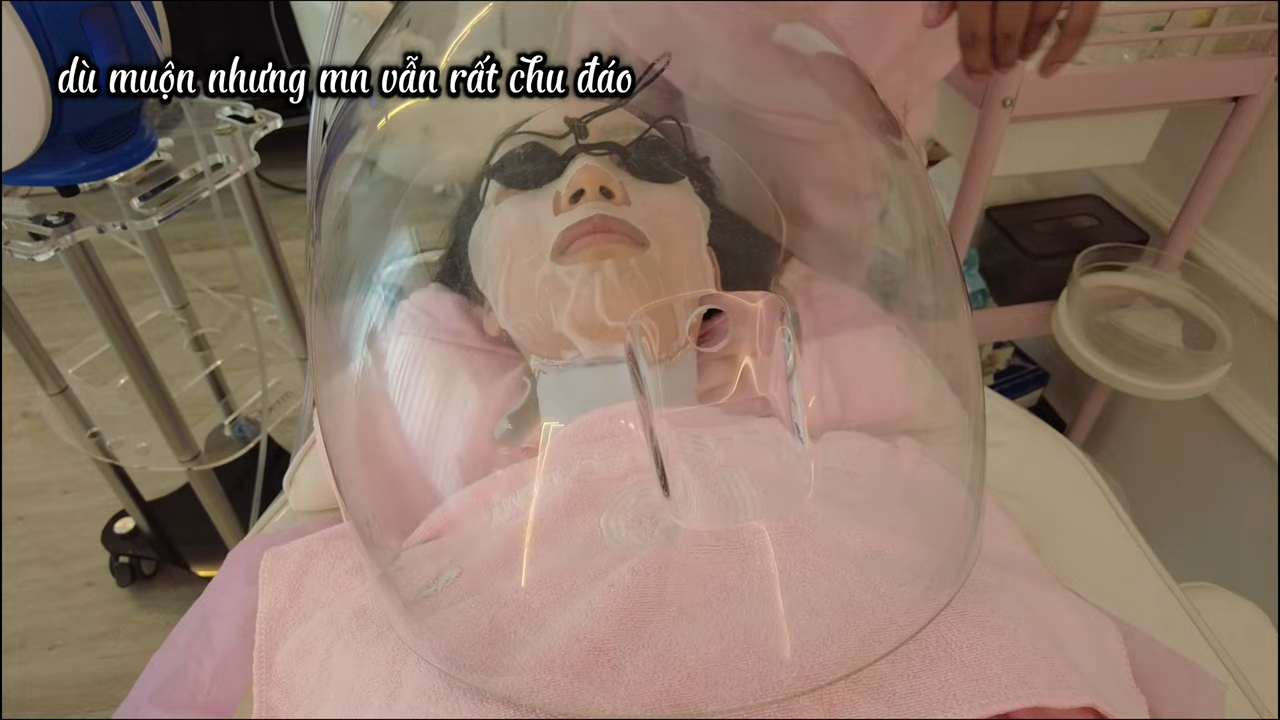 dù muộn nhưng mn vẫn rất chu đáo